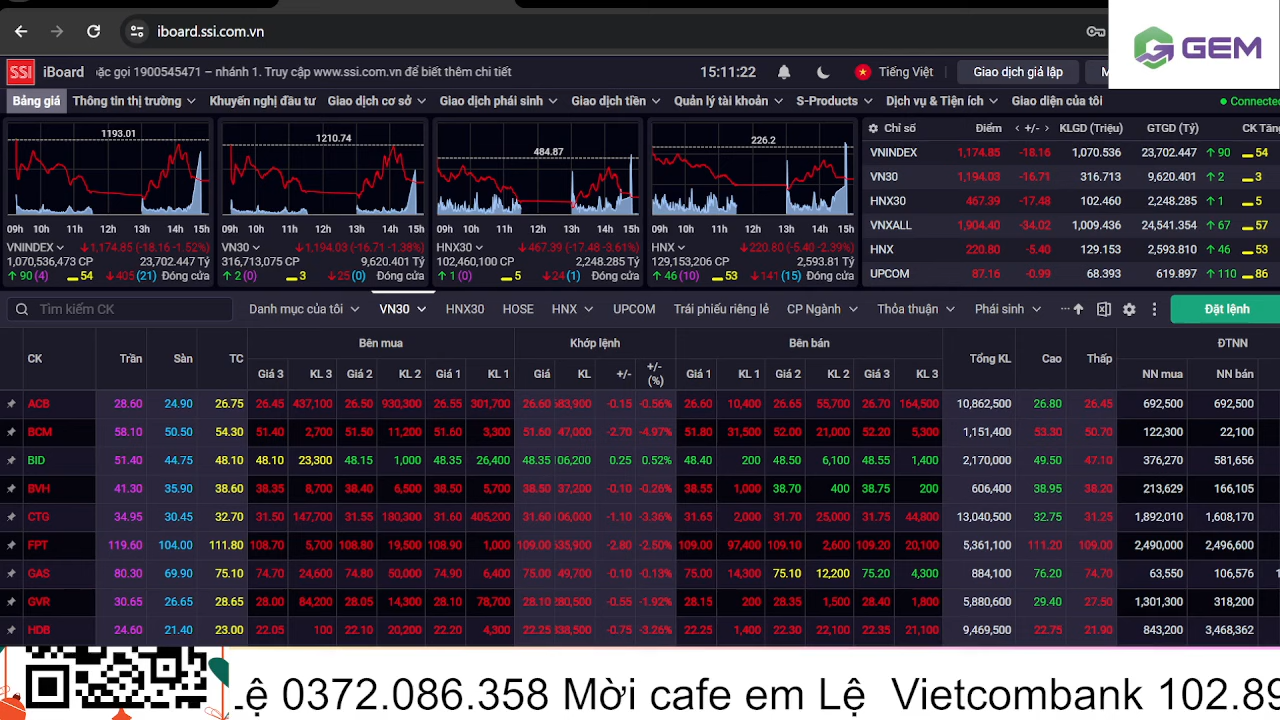 iboard.ssi.com.vn
GEM
SSI iBoard ặc gọi 1900545471 – nhánh 1. Truy cập www.ssi.com.vn để biết thêm chi tiết 15:11:22 Tiếng Việt Giao dịch giả lập M
Bảng giá Thông tin thị trường Khuyến nghị đầu tư Giao dịch cơ sở Giao dịch phái sinh Giao dịch tiền Quản lý tài khoản S-Products Dịch vụ & Tiện ích Giao diện của tôi Connected
1193.01 1210.74 484.87 226.2
09h 10h 11h 12h 13h 14h 15h 09h 10h 11h 12h 13h 14h 15h 09h 10h 11h 12h 13h 14h 15h 09h 10h 11h 12h 13h 14h 15h
VNINDEX 1,174.85 (-18.16 -1.52%) VN30 1,194.03 (-16.71 -1.38%) HNX30 467.39 (-17.48 -3.61%) HNX 220.80 (-5.40 -2.39%)
1,070,536,473 CP 23,702.447 Tỷ 316,713,075 CP 9,620.401 Tỷ 102,460,100 CP 2,248.285 Tỷ 129,153,206 CP 2,593.81 Tỷ
90 (4) 54 405 (21) Đóng cửa 2 (0) 3 25 (0) Đóng cửa 1 (0) 5 24 (1) Đóng cửa 46 (10) 53 141 (15) Đóng cửa
Chỉ số Điểm +/- KLGD (Triệu) GTGD (Tỷ) CK Tăng
VNINDEX 1,174.85 -18.16 1,070.536 23,702.447 90 54
VN30 1,194.03 -16.71 316.713 9,620.401 2 3
HNX30 467.39 -17.48 102.460 2,248.285 1 5
VNXALL 1,904.40 -34.02 1,009.436 24,541.354 67 57
HNX 220.80 -5.40 129.153 2,593.810 46 53
UPCOM 87.16 -0.99 68.393 619.897 110 86
Tìm kiếm CK Danh mục của tôi VN30 HNX30 HOSE HNX UPCOM Trái phiếu riêng lẻ CP Ngành Thỏa thuận Phái sinh Đặt lệnh
CK Trần Sàn TC Bên mua Khớp lệnh Bên bán Tổng KL Cao Thấp ĐTNN
Giá 3 KL 3 Giá 2 KL 2 Giá 1 KL 1 Giá KL +/- +/- (%) Giá 1 KL 1 Giá 2 KL 2 Giá 3 KL 3 NN mua NN bán
ACB 28.60 24.90 26.75 26.45 437,100 26.50 930,300 26.55 301,700 26.60 -0.15 -0.56% 26.60 10,400 26.65 55,700 26.70 164,500 10,862,500 26.80 26.45 692,500 692,500
BCM 58.10 50.50 54.30 51.40 2,700 51.50 11,200 51.60 3,300 51.60 47,000 -2.70 -4.97% 51.80 31,500 52.00 21,000 52.20 5,300 1,151,400 53.30 50.70 122,300 22,100
BID 51.40 44.75 48.10 48.10 23,300 48.15 1,000 48.35 26,400 48.35 06,200 0.25 0.52% 48.40 200 48.50 6,100 48.55 1,400 2,170,000 49.50 47.10 376,270 581,656
BVH 41.30 35.90 38.60 38.35 8,700 38.40 6,500 38.50 5,700 38.50 37,200 -0.10 -0.26% 38.55 1,000 38.70 400 38.75 200 606,400 38.95 38.20 213,629 166,105
CTG 34.95 30.45 32.70 31.50 147,700 31.55 180,300 31.60 405,200 31.60 06,000 -1.10 -3.36% 31.65 2,000 31.70 25,000 31.75 44,800 13,040,500 32.75 31.25 1,892,010 1,608,170
FPT 119.60 104.00 111.80 108.70 5,700 108.80 19,500 108.90 1,000 109.00 -2.80 -2.50% 109.00 97,400 109.10 2,600 109.20 20,100 5,361,100 111.20 109.00 2,490,000 2,496,600
GAS 80.30 69.90 75.10 74.70 24,600 74.80 50,000 74.90 6,400 75.00 49,700 -0.10 -0.13% 75.00 14,300 75.10 12,200 75.20 4,300 884,100 76.20 74.70 63,550 106,576
GVR 30.65 26.65 28.65 28.00 84,200 28.05 14,300 28.10 78,700 28.10 -0.55 -1.92% 28.15 200 28.35 1,500 28.40 1,800 5,880,600 29.40 27.50 1,301,300 318,200
HDB 24.60 21.40 23.00 22.05 100 22.10 20,200 22.20 4,300 22.25 -0.75 -3.26% 22.25 1,400 22.30 22,100 22.35 21,100 9,469,500 22.75 21.90 843,200 3,468,362
Lệ 0372.086.358 Mời cafe em Lệ Vietcombank 102.89